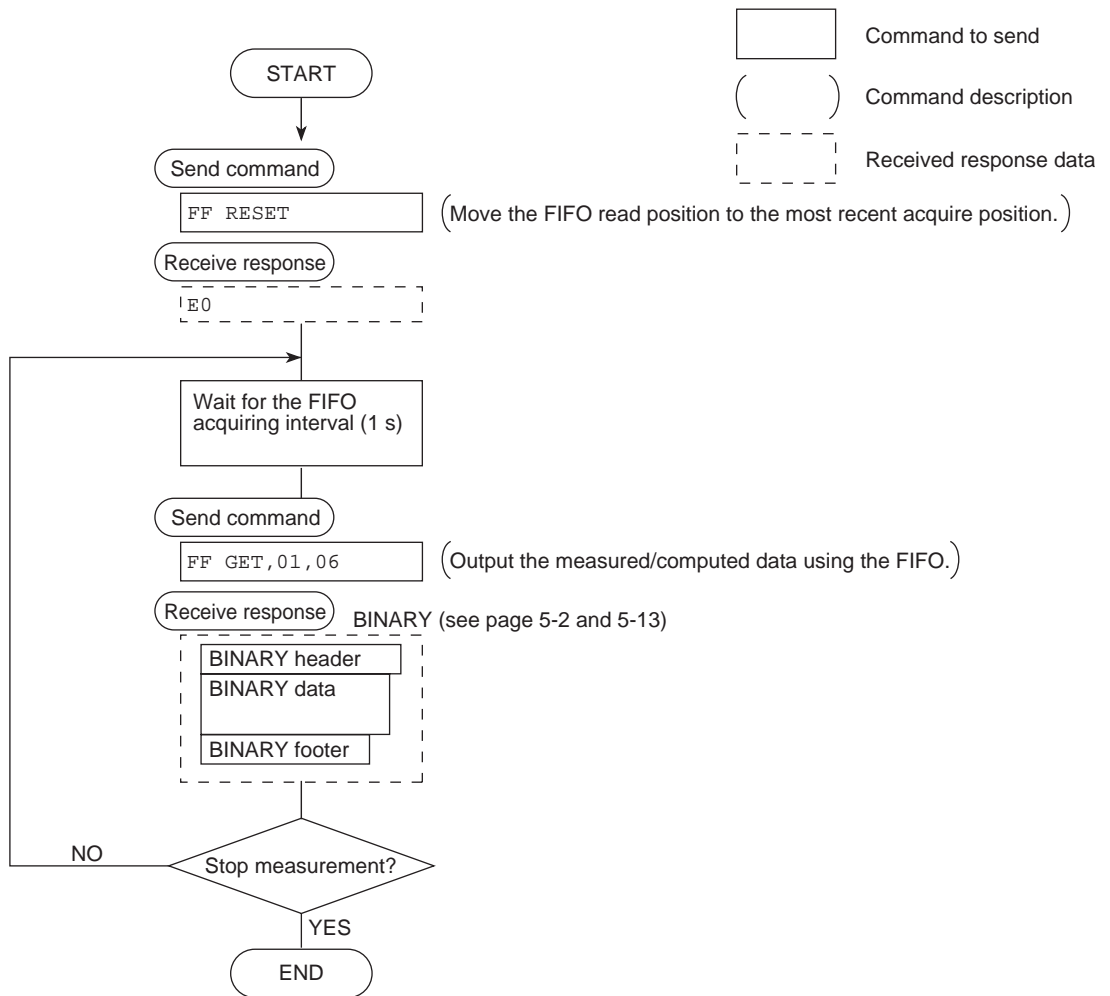 Command to send
START
Command description
Received response data
Send command
FF RESET
(Move the FIFO read position to the most recent acquire position.)
Receive response
E0
Wait for the FIFO
acquiring interval (1 s)
Send command
FF GET,01,06
(Output the measured/computed data using the FIFO.)
Receive response
BINARY (see page 5-2 and 5-13)
BINARY header
BINARY data
BINARY footer
NO
Stop measurement?
YES
END